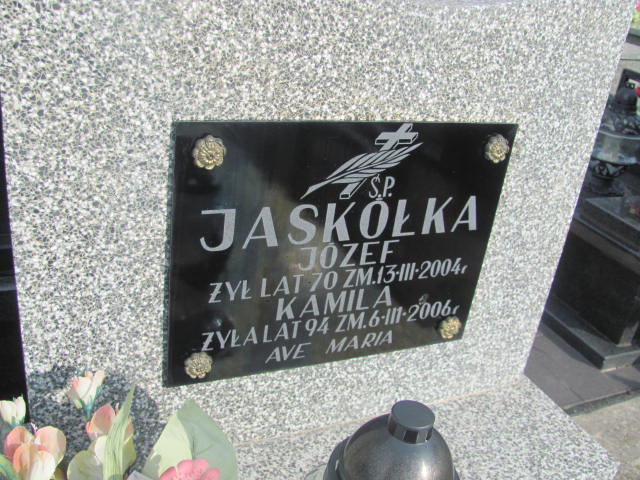 Ś.P.
JASKÓŁKA
JÓZEF
ŻYŁ LAT 70 ZM.13-III-2004r
KAMILA
ŻYŁA LAT 94 ZM.6-III-2006r
AVE MARIA